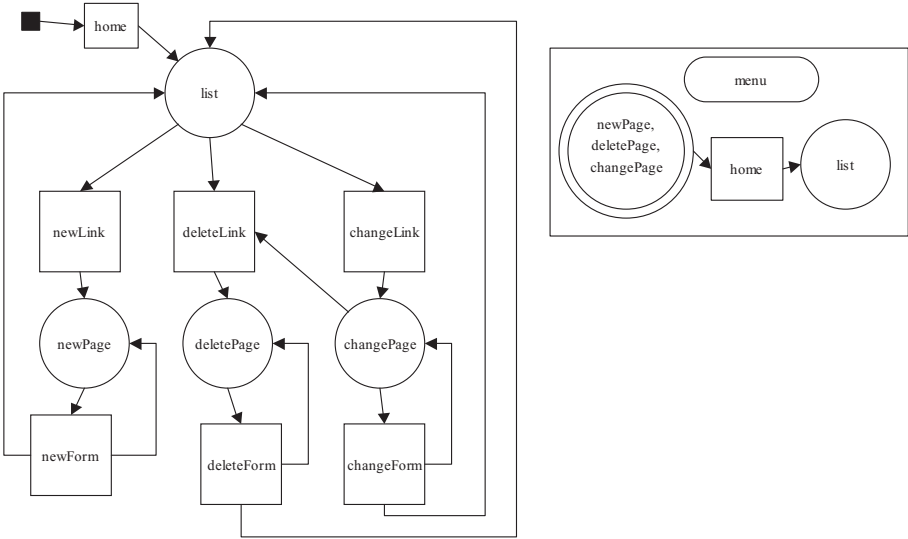 home
list
newLink
deleteLink
changeLink
newPage
deletePage
changePage
newForm
deleteForm
changeForm
menu
newPage,
deletePage,
changePage
home
list